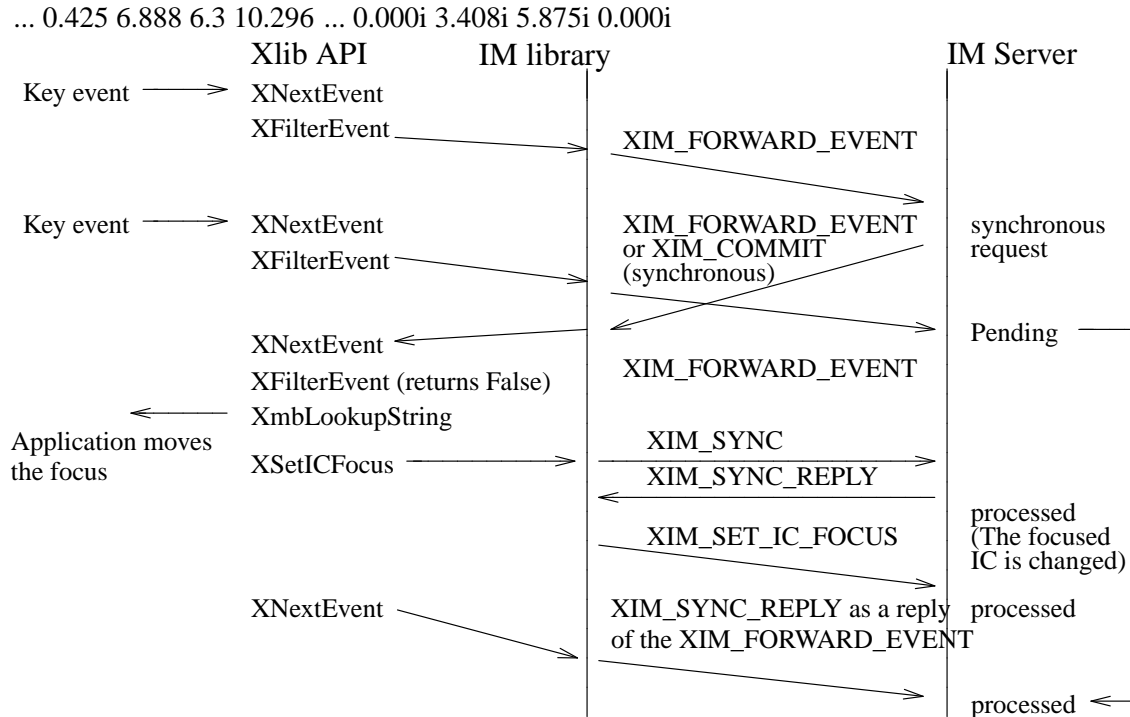 ... 0.425 6.888 6.3 10.296 ... 0.000i 3.408i 5.875i 0.000i
Xlib API IM library IM Server
Key event XNextEvent
XFilterEvent
XIM_FORWARD_EVENT
Key event XNextEvent
XFilterEvent
XIM_FORWARD_EVENT
or XIM_COMMIT
(synchronous)
synchronous
request
XNextEvent
Pending
XFilterEvent (returns False)
XIM_FORWARD_EVENT
XmbLookupString
Application moves
the focus
XSetICFocus
XIM_SYNC
XIM_SYNC_REPLY
processed
(The focused
IC is changed)
XIM_SET_IC_FOCUS
XNextEvent
XIM_SYNC_REPLY as a reply
of the XIM_FORWARD_EVENT
processed
processed